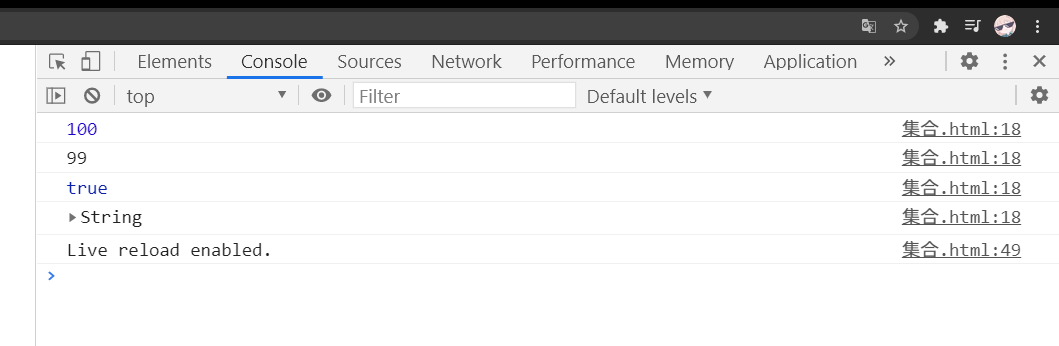 Elements Console Sources Network Performance Memory Application »
top Filter Default levels
100 集合.html:18
99 集合.html:18
true 集合.html:18
String 集合.html:18
Live reload enabled. 集合.html:49
>